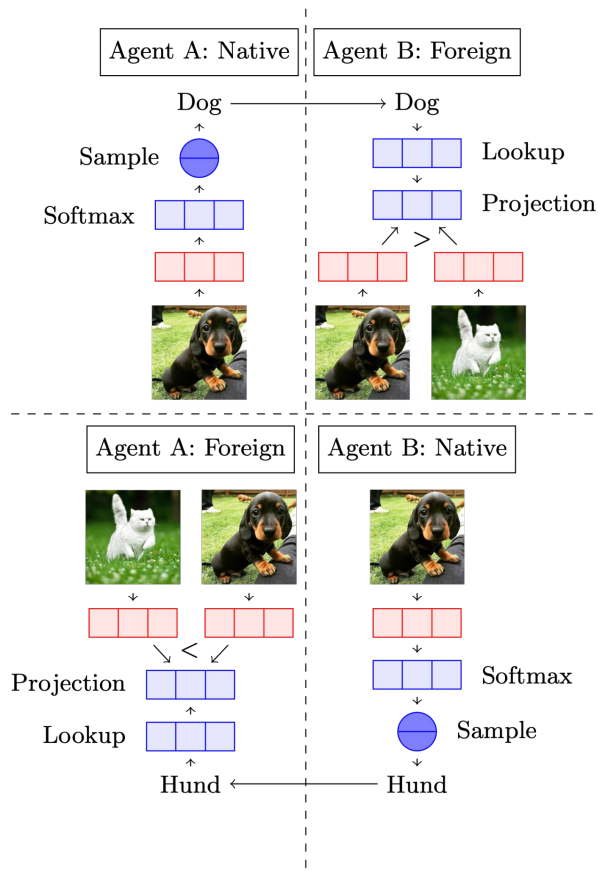 Agent A: Native
Agent B: Foreign
Dog
Dog
Sample
Lookup
Softmax
Projection
>
Agent A: Foreign
Agent B: Native
<
Projection
Softmax
Lookup
Sample
Hund
Hund